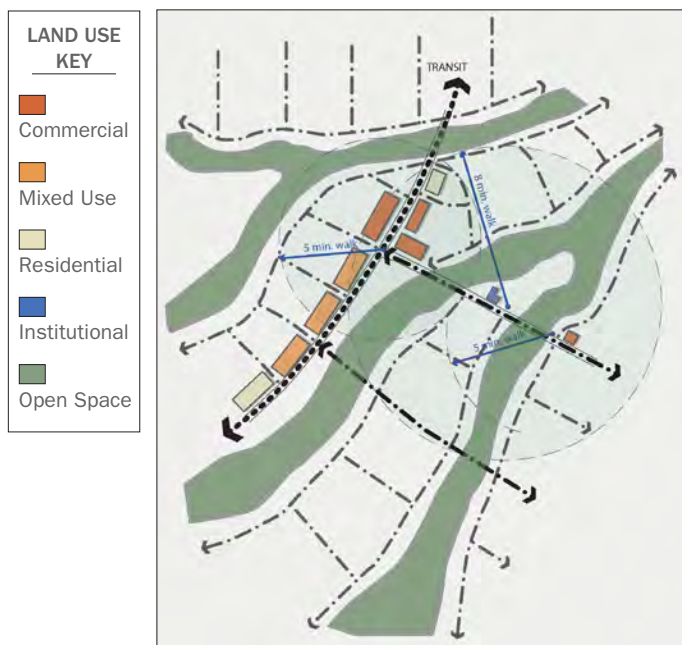 LAND USE
KEY
Commercial
Mixed Use
Residential
Institutional
Open Space
TRANSIT
8 min. walk
5 min. walk
5 min. walk